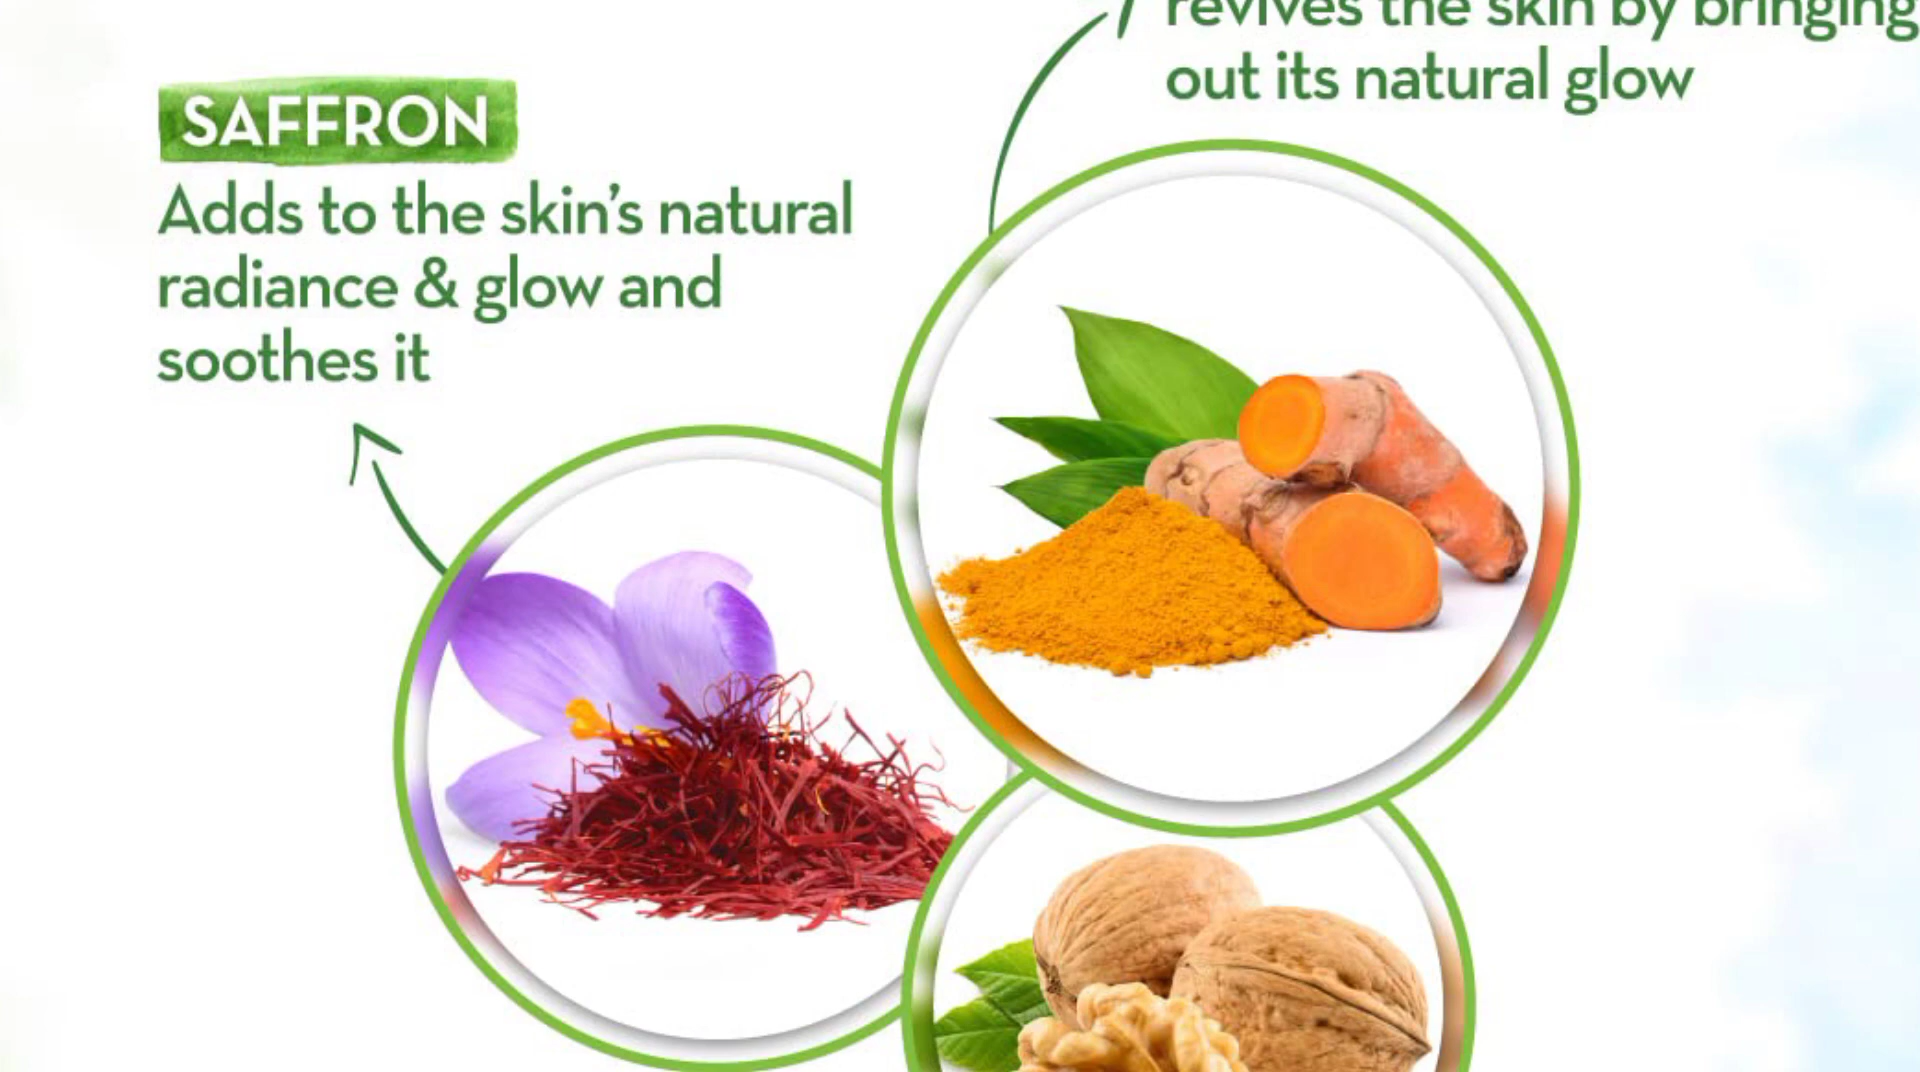 revives the skin by bringing
out its natural glow
SAFFRON
Adds to the skin's natural
radiance & glow and
soothes it